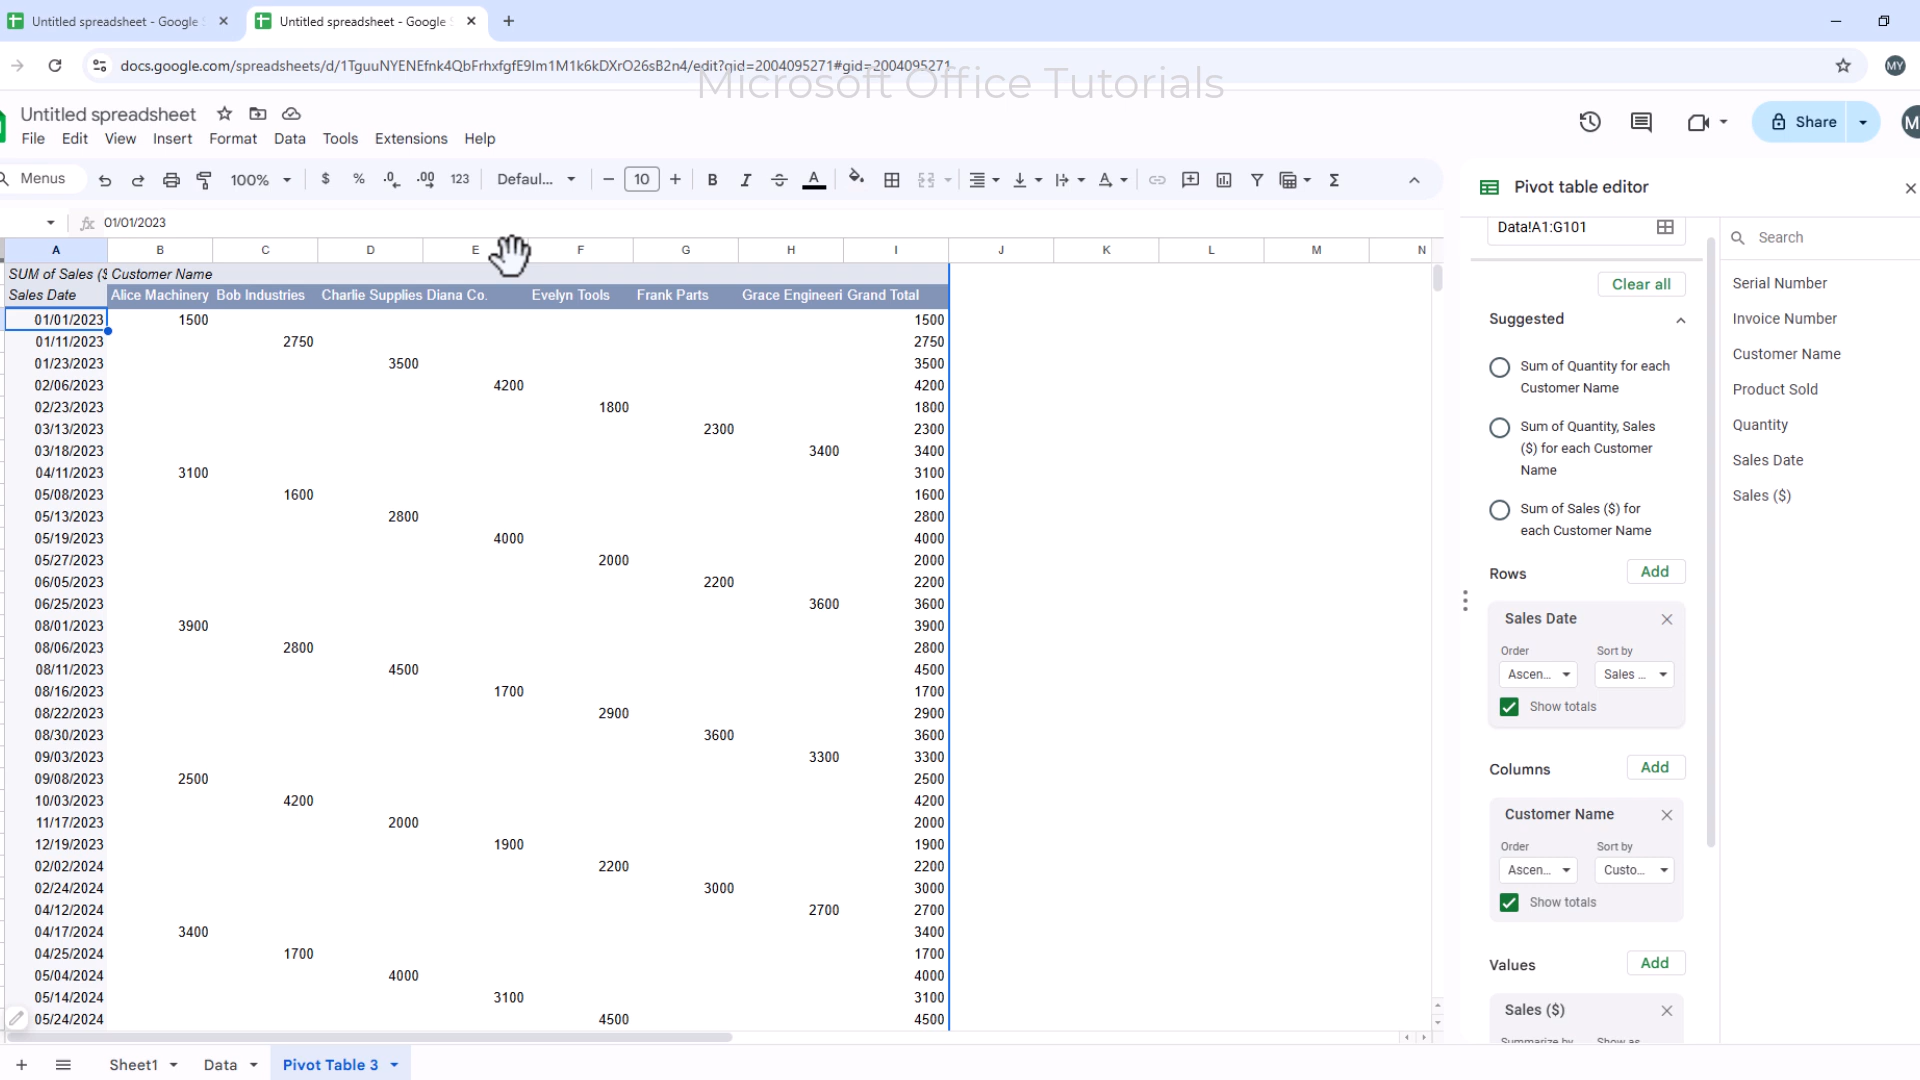 Untitled spreadsheet - Google S
Untitled spreadsheet - Google S
docs.google.com/spreadsheets/d/1TguuNYENEfnk4QbFrhxfgfE9Im1M1k6kDXrO26sB2n4/edit?gid=2004095271#gid=2004095271
MY
Microsoft Office Tutorials
Untitled spreadsheet
File Edit View Insert Format Data Tools Extensions Help
Share
M
Menus 100% $ % .0 .00 123 Defaul... 10 B I A Σ
fx 01/01/2023
A B C D E F G H I J K L M N
SUM of Sales ($ Customer Name
Sales Date Alice Machinery Bob Industries Charlie Supplies Diana Co. Evelyn Tools Frank Parts Grace Engineeri Grand Total
01/01/2023 1500 1500
01/11/2023 2750 2750
01/23/2023 3500 3500
02/06/2023 4200 4200
02/23/2023 1800 1800
03/13/2023 2300 2300
03/18/2023 3400 3400
04/11/2023 3100 3100
05/08/2023 1600 1600
05/13/2023 2800 2800
05/19/2023 4000 4000
05/27/2023 2000 2000
06/05/2023 2200 2200
06/25/2023 3600 3600
08/01/2023 3900 3900
08/06/2023 2800 2800
08/11/2023 4500 4500
08/16/2023 1700 1700
08/22/2023 2900 2900
08/30/2023 3600 3600
09/03/2023 3300 3300
09/08/2023 2500 2500
10/03/2023 4200 4200
11/17/2023 2000 2000
12/19/2023 1900 1900
02/02/2024 2200 2200
02/24/2024 3000 3000
04/12/2024 2700 2700
04/17/2024 3400 3400
04/25/2024 1700 1700
05/04/2024 4000 4000
05/14/2024 3100 3100
05/24/2024 4500 4500
Pivot table editor
Data!A1:G101
Clear all
Suggested
Sum of Quantity for each
Customer Name
Sum of Quantity, Sales
($) for each Customer
Name
Sum of Sales ($) for
each Customer Name
Rows Add
Sales Date
Order Sort by
Ascen... Sales ...
Show totals
Columns Add
Customer Name
Order Sort by
Ascen... Custo...
Show totals
Values Add
Sales ($)
Summarize by Show as
Search
Serial Number
Invoice Number
Customer Name
Product Sold
Quantity
Sales Date
Sales ($)
Sheet1 Data Pivot Table 3